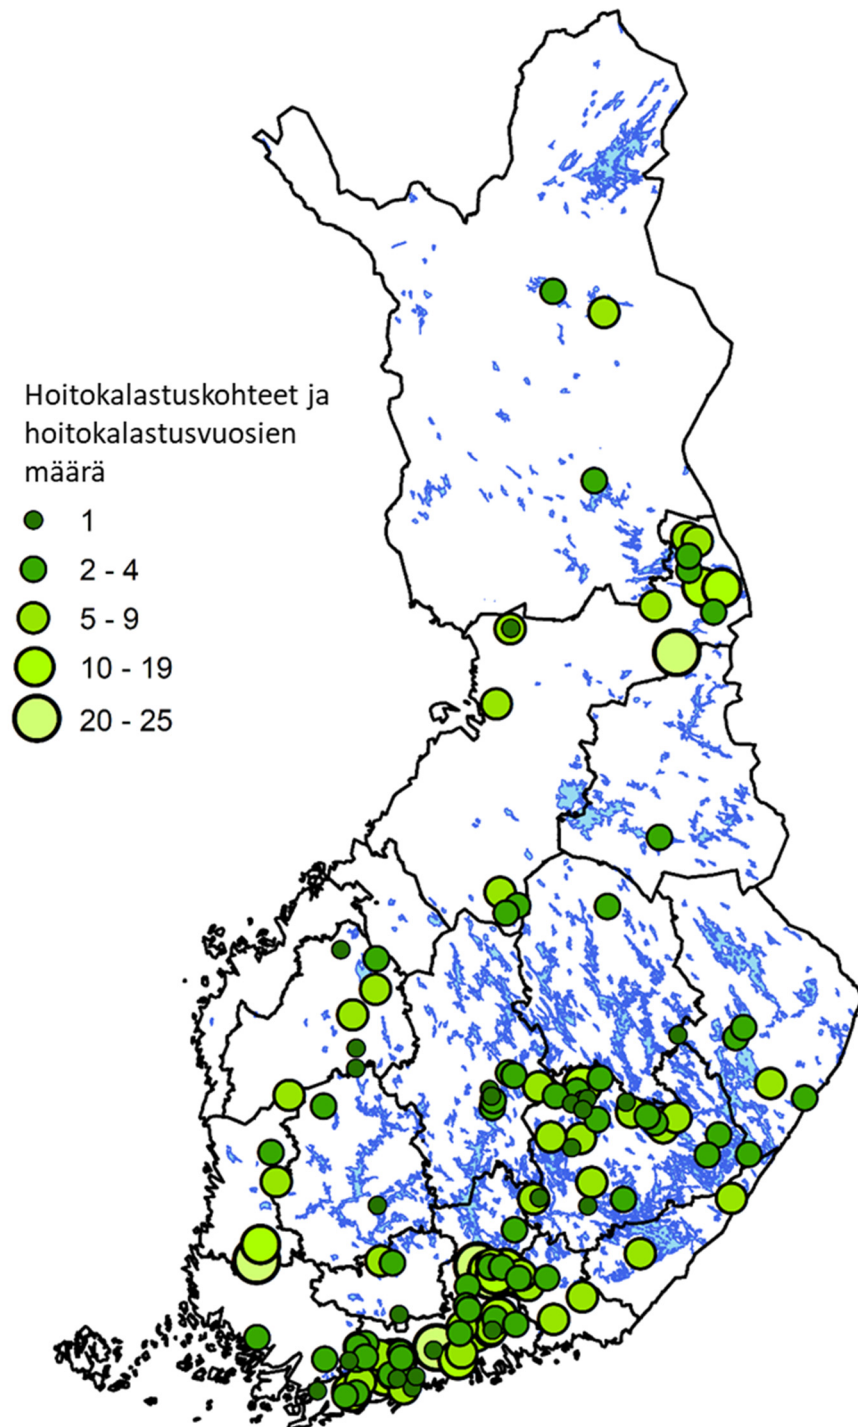 Hoitokalastuskohteet ja
hoitokalastusvuosien
määrä
1
2 - 4
5 - 9
10 - 19
20 - 25